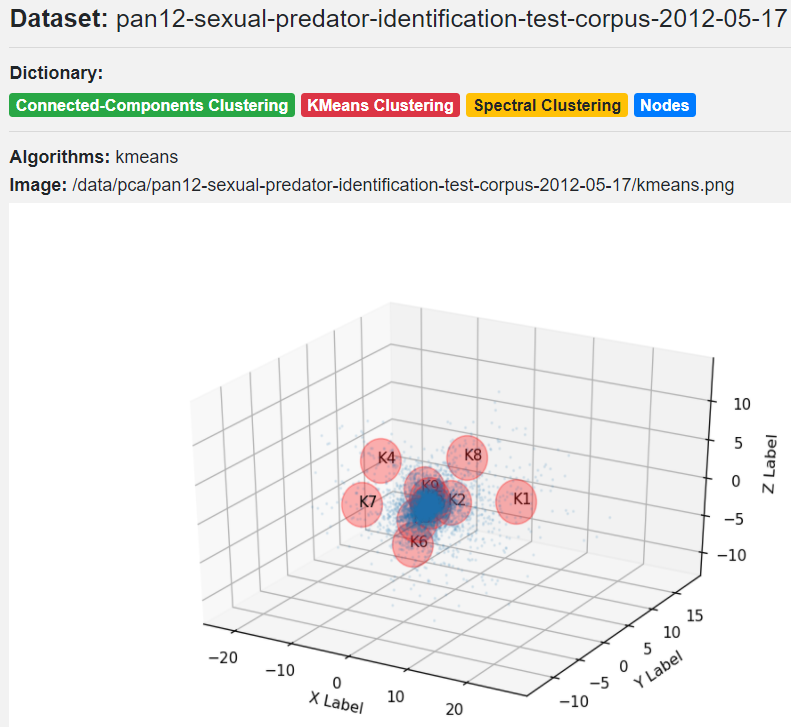 Dataset: pan12-sexual-predator-identification-test-corpus-2012-05-17
Dictionary:
Connected-Components Clustering KMeans Clustering Spectral Clustering Nodes
Algorithms: kmeans
Image: /data/pca/pan12-sexual-predator-identification-test-corpus-2012-05-17/kmeans.png
K4
K8
K9
K7
K2
K1
K6
10
5
0
−5
−10
Z Label
−20
−10
0
10
20
X Label
−10
−5
0
5
10
15
Y Label